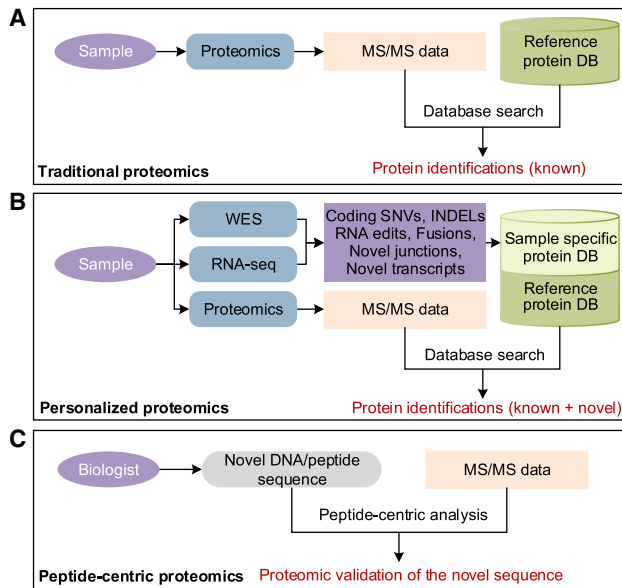 A
Sample
Proteomics
MS/MS data
Reference
protein DB
Database search
Protein identifications (known)
Traditional proteomics
B
WES
Coding SNVs, INDELs
RNA edits, Fusions,
Novel junctions,
Novel transcripts
Sample specific
protein DB
Sample
RNA-seq
Proteomics
MS/MS data
Reference
protein DB
Database search
Protein identifications (known + novel)
Personalized proteomics
C
Biologist
Novel DNA/peptide
sequence
MS/MS data
Peptide-centric analysis
Proteomic validation of the novel sequence
Peptide-centric proteomics